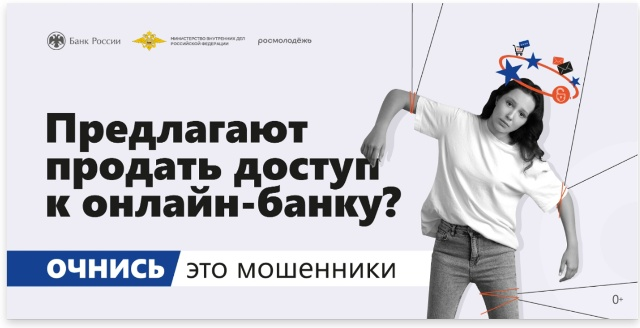 Банк России
МИНИСТЕРСТВО ВНУТРЕННИХ ДЕЛ
РОССИЙСКОЙ ФЕДЕРАЦИИ
росмолодёжь
Предлагают
продать доступ
к онлайн-банку?
ОЧНИСЬ это мошенники
0+